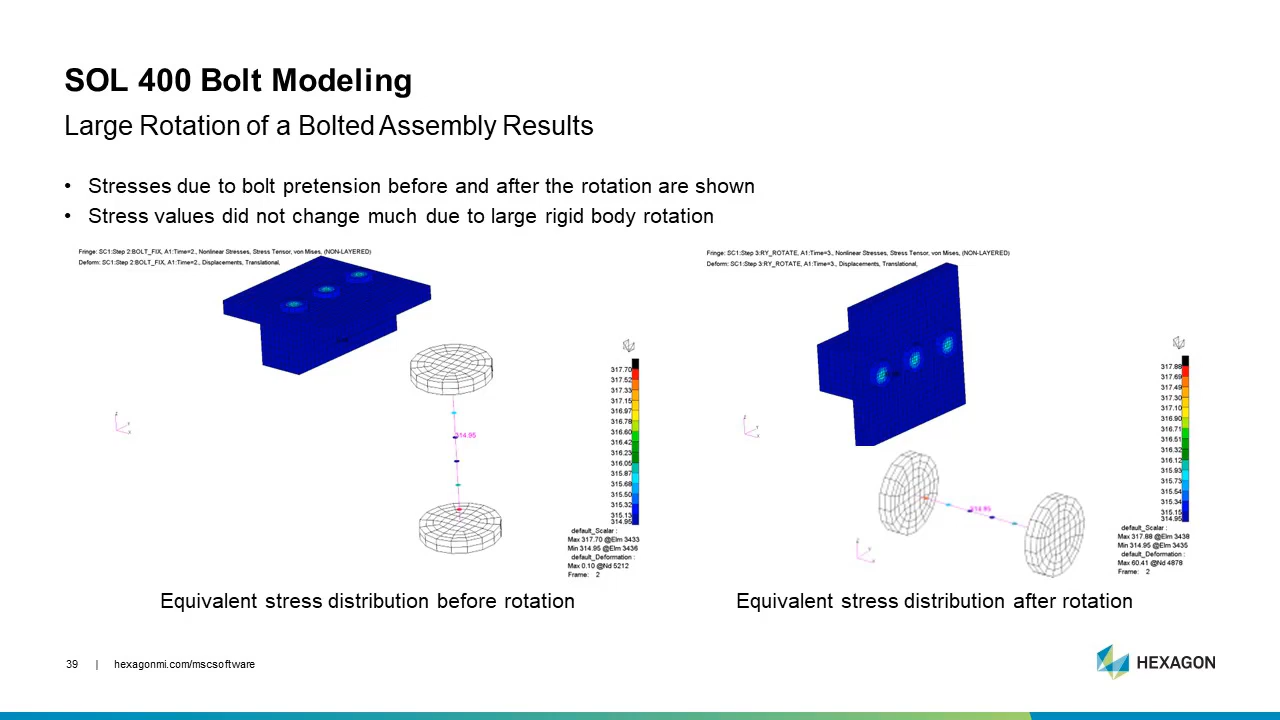 SOL 400 Bolt Modeling
Large Rotation of a Bolted Assembly Results
• Stresses due to bolt pretension before and after the rotation are shown
• Stress values did not change much due to large rigid body rotation
Fringe: SC1:Step 2:BOLT_FIX, A1:Time=2., Nonlinear Stresses, Stress Tensor, von Mises, (NON-LAYERED)
Deform: SC1:Step 2:BOLT_FIX, A1:Time=2., Displacements, Translational,
314.95
317.70
317.52
317.33
317.15
316.97
316.78
316.60
316.42
316.23
316.05
315.87
315.68
315.50
315.32
315.13
314.95
default_Scalar :
Max 317.70 @Elm 3433
Min 314.95 @Elm 3436
default_Deformation :
Max 0.10 @Nd 5212
Frame: 2
Fringe: SC1:Step 3:RY_ROTATE, A1:Time=3., Nonlinear Stresses, Stress Tensor, von Mises, (NON-LAYERED)
Deform: SC1:Step 3:RY_ROTATE, A1:Time=3., Displacements, Translational,
314.95
317.88
317.69
317.49
317.30
317.10
316.90
316.71
316.51
316.32
316.12
315.93
315.73
315.54
315.34
315.15
314.95
default_Scalar :
Max 317.88 @Elm 3438
Min 314.95 @Elm 3435
default_Deformation :
Max 60.41 @Nd 4878
Frame: 2
Equivalent stress distribution before rotation
Equivalent stress distribution after rotation
39 | hexagonmi.com/mscsoftware
HEXAGON